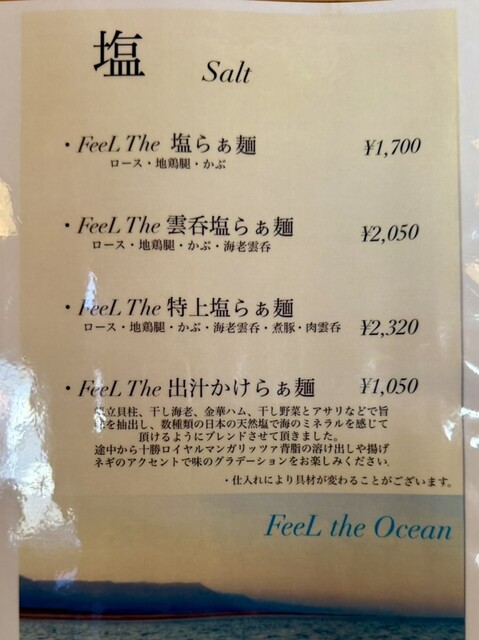 塩 Salt
・FeeL The 塩らぁ麺 ¥1,700
ロース・地鶏腿・かぶ
・FeeL The 雲呑塩らぁ麺 ¥2,050
ロース・地鶏腿・かぶ・海老雲呑
・FeeL The 特上塩らぁ麺
ロース・地鶏腿・かぶ・海老雲呑・煮豚・肉雲呑 ¥2,320
・FeeL The 出汁かけらぁ麺 ¥1,050
立貝柱、干し海老、金華ハム、干し野菜とアサリなどで旨
を抽出し、数種類の日本の天然塩で海のミネラルを感じて
頂けるようにブレンドさせて頂きました。
途中から十勝ロイヤルマンガリッツァ背脂の溶け出しや揚げ
ネギのアクセントで味のグラデーションをお楽しみください.
・仕入れにより具材が変わることがございます。
FeeL the Ocean